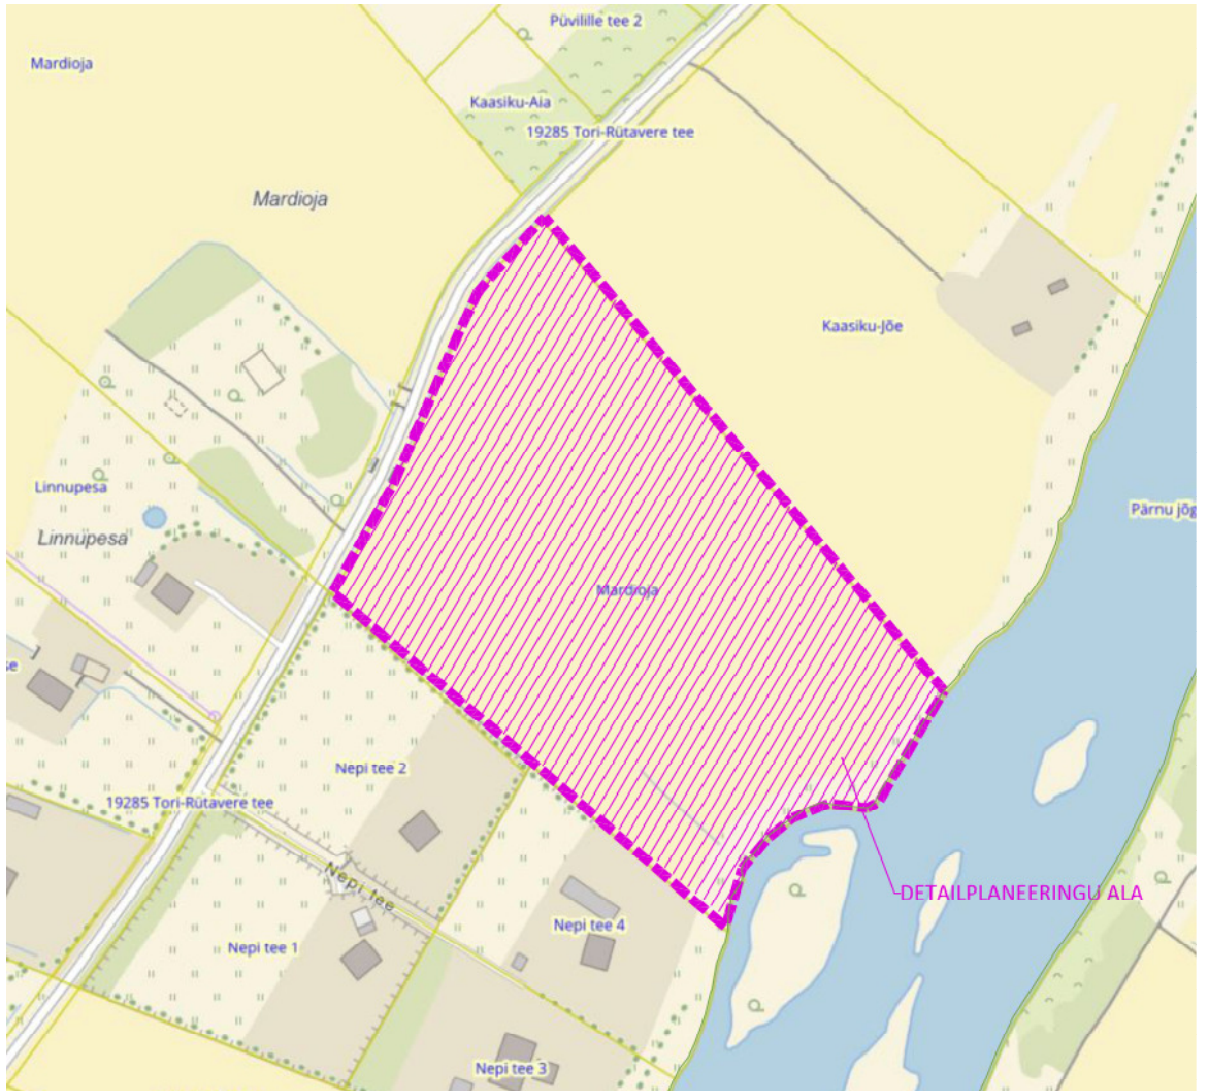 Püvilille tee 2
Mardioja
Kaasiku-Aia
19285 Tori-Rütavere tee
Mardioja
Kaasiku-Jõe
Linnupesa
Pärnu jõg
Linnupesa
Mardioja
se
Nepi tee 2
19285 Tori-Rütavere tee
Nepi tee
DETAILPLANEERINGU ALA
Nepi tee 4
Nepi tee 1
Nepi tee 3